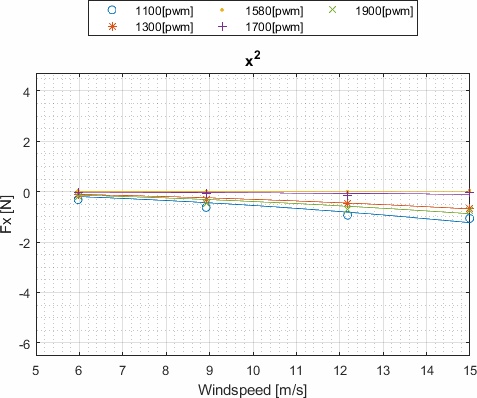 1100[pwm] 1580[pwm] 1900[pwm]
1300[pwm] 1700[pwm]
x²
4
2
0
-2
-4
-6
Fx [N]
5 6 7 8 9 10 11 12 13 14 15
Windspeed [m/s]